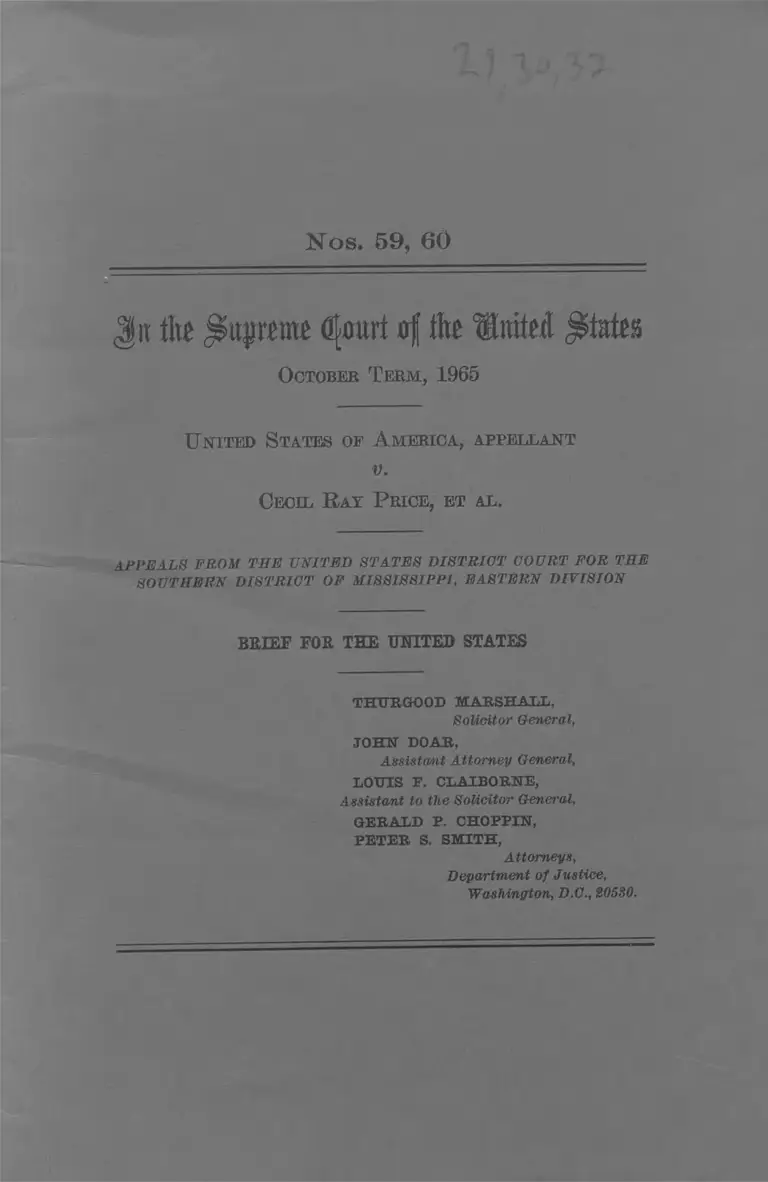 21, 30, 37
Nos. 59, 60
In the Supreme Court of the United States
OCTOBER TERM, 1965
UNITED STATES OF AMERICA, APPELLANT
v.
CECIL RAY PRICE, ET AL.
APPEALS FROM THE UNITED STATES DISTRICT COURT FOR THE
SOUTHERN DISTRICT OF MISSISSIPPI, EASTERN DIVISION
BRIEF FOR THE UNITED STATES
THURGOOD MARSHALL,
Solicitor General,
JOHN DOAR,
Assistant Attorney General,
LOUIS F. CLAIBORNE,
Assistant to the Solicitor General,
GERALD P. CHOPPIN,
PETER S. SMITH,
Attorneys,
Department of Justice,
Washington, D.C., 20530.